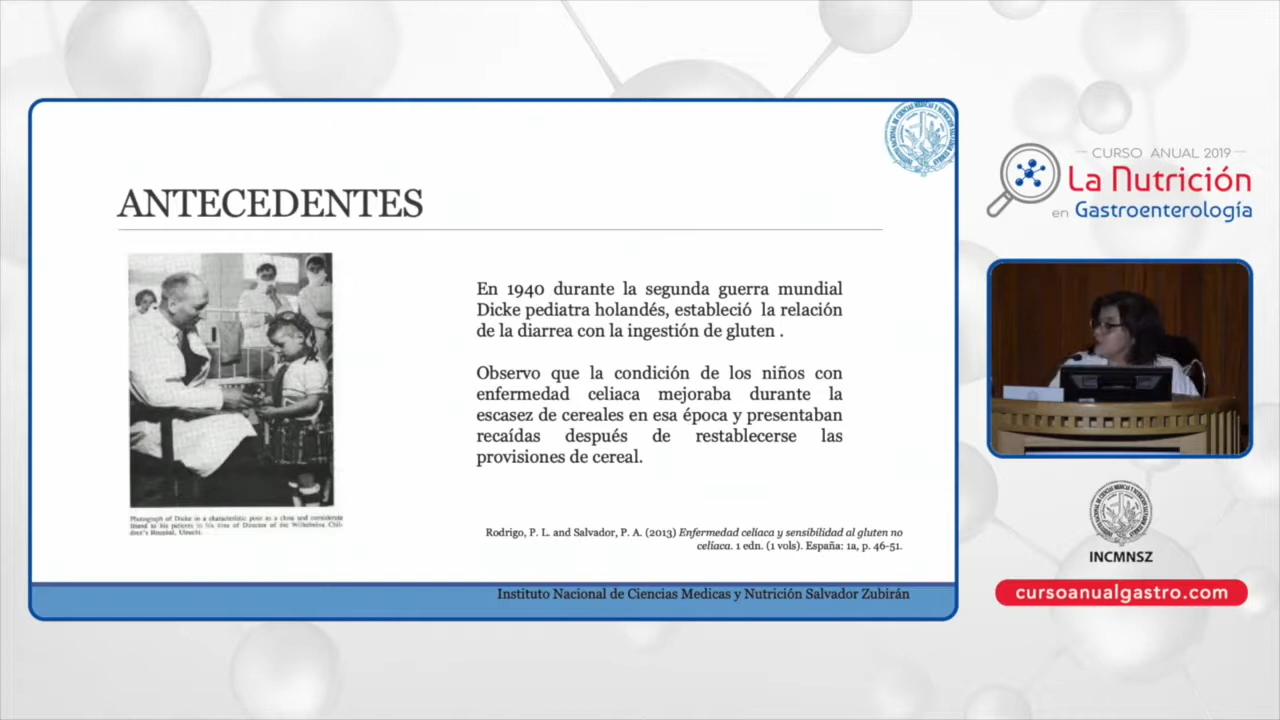 ANTECEDENTES
En 1940 durante la segunda guerra mundial
Dicke pediatra holandés, estableció la relación
de la diarrea con la ingestión de gluten .
Observo que la condición de los niños con
enfermedad celiaca mejoraba durante la
escasez de cereales en esa época y presentaban
recaídas después de restablecerse las
provisiones de cereal.
Photograph of Dicke in a characteristic pose as a close and considerate
friend to his patients in his time of Director of the Wilhelmina Chil-
dren's Hospital, Utrecht.
Rodrigo, P. L. and Salvador, P. A. (2013) Enfermedad celiaca y sensibilidad al gluten no
celiaca. 1 edn. (1 vols). España: 1a, p. 46-51.
Instituto Nacional de Ciencias Medicas y Nutrición Salvador Zubirán
CURSO ANUAL 2019
La Nutrición
en Gastroenterología
INCMNSZ
cursoanualgastro.com